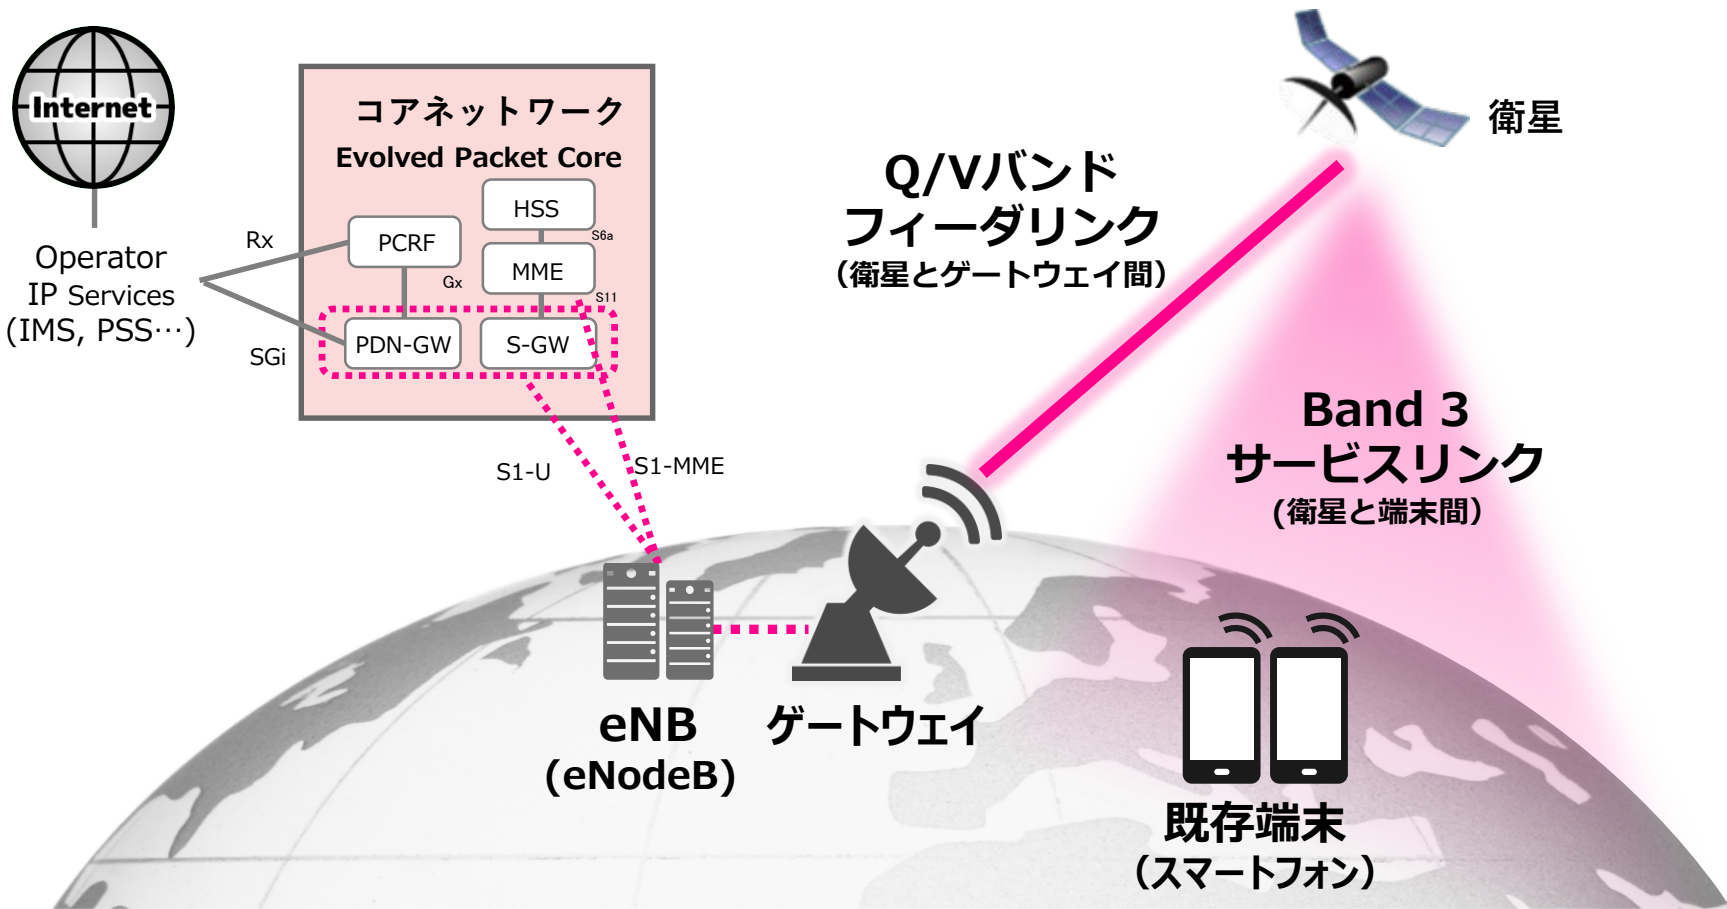 Internet
Operator
IP Services
(IMS, PSS…)
Rx
SGi
コアネットワーク
Evolved Packet Core
HSS
S6a
PCRF
MME
Gx
S11
PDN-GW
S-GW
S1-U
S1-MME
eNB
(eNodeB)
ゲートウェイ
Q/Vバンド
フィーダリンク
（衛星とゲートウェイ間）
衛星
Band 3
サービスリンク
(衛星と端末間）
既存端末
（スマートフォン）